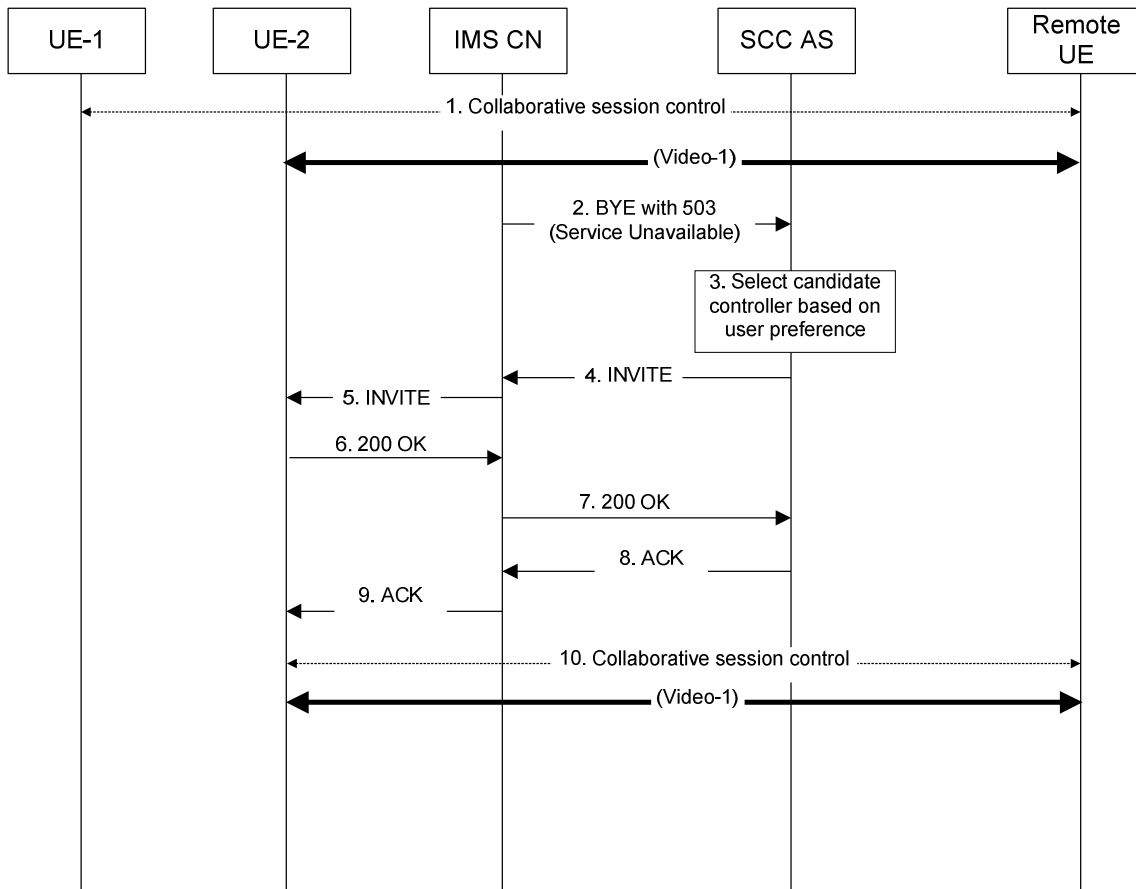 UE-1
UE-2
IMS CN
SCC AS
Remote
UE
1. Collaborative session control
(Video-1)
2. BYE with 503
(Service Unavailable)
3. Select candidate
controller based on
user preference
4. INVITE
5. INVITE
6. 200 OK
7. 200 OK
8. ACK
9. ACK
10. Collaborative session control
(Video-1)